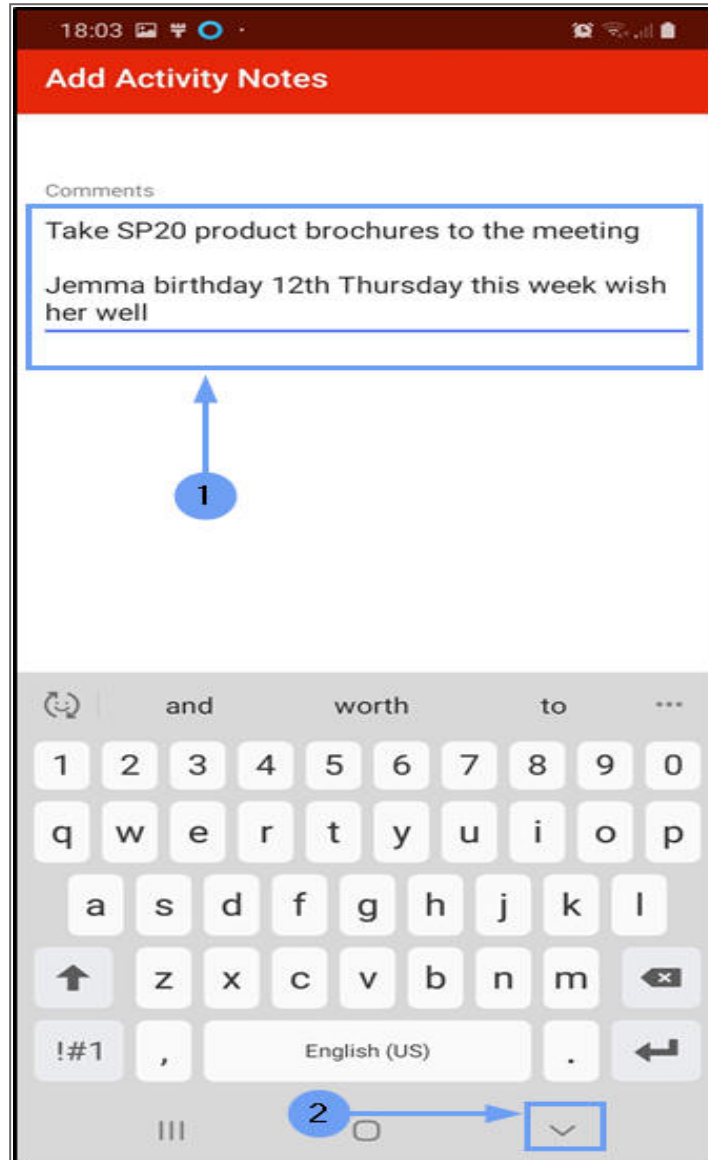 18:03
Add Activity Notes
Comments
Take SP20 product brochures to the meeting
Jemma birthday 12th Thursday this week wish
her well
1
and worth to ...
1 2 3 4 5 6 7 8 9 0
q w e r t y u i o p
a s d f g h j k l
z x c v b n m
!#1 , English (US) .
2